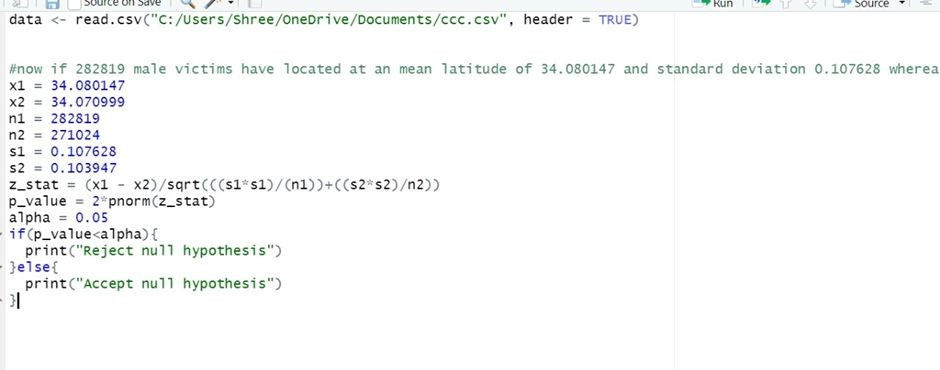 Source on Save Run Source
data <- read.csv("C:/Users/Shree/OneDrive/Documents/ccc.csv", header = TRUE)
#now if 282819 male victims have located at an mean latitude of 34.080147 and standard deviation 0.107628
x1 = 34.080147
x2 = 34.070999
n1 = 282819
n2 = 271024
s1 = 0.107628
s2 = 0.103947
z_stat = (x1 - x2)/sqrt(((s1*s1)/(n1))+((s2*s2)/n2))
p_value = 2*pnorm(z_stat)
alpha = 0.05
if(p_value<alpha){
  print("Reject null hypothesis")
}else{
  print("Accept null hypothesis")
}